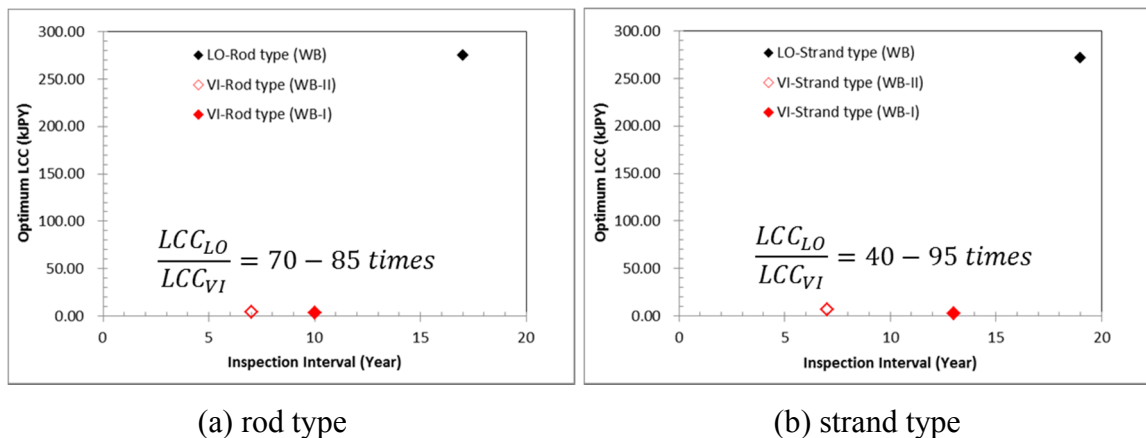 300.00
250.00
200.00
150.00
100.00
50.00
0.00
Optimum LCC (kJPY)
LO-Rod type (WB)
VI-Rod type (WB-II)
VI-Rod type (WB-I)
LCC_LO / LCC_VI = 70 − 85 times
0 5 10 15 20
Inspection Interval (Year)
(a) rod type
300.00
250.00
200.00
150.00
100.00
50.00
0.00
Optimum LCC (kJPY)
LO-Strand type (WB)
VI-Strand type (WB-II)
VI-Strand type (WB-I)
LCC_LO / LCC_VI = 40 − 95 times
0 5 10 15 20
Inspection Interval (Year)
(b) strand type